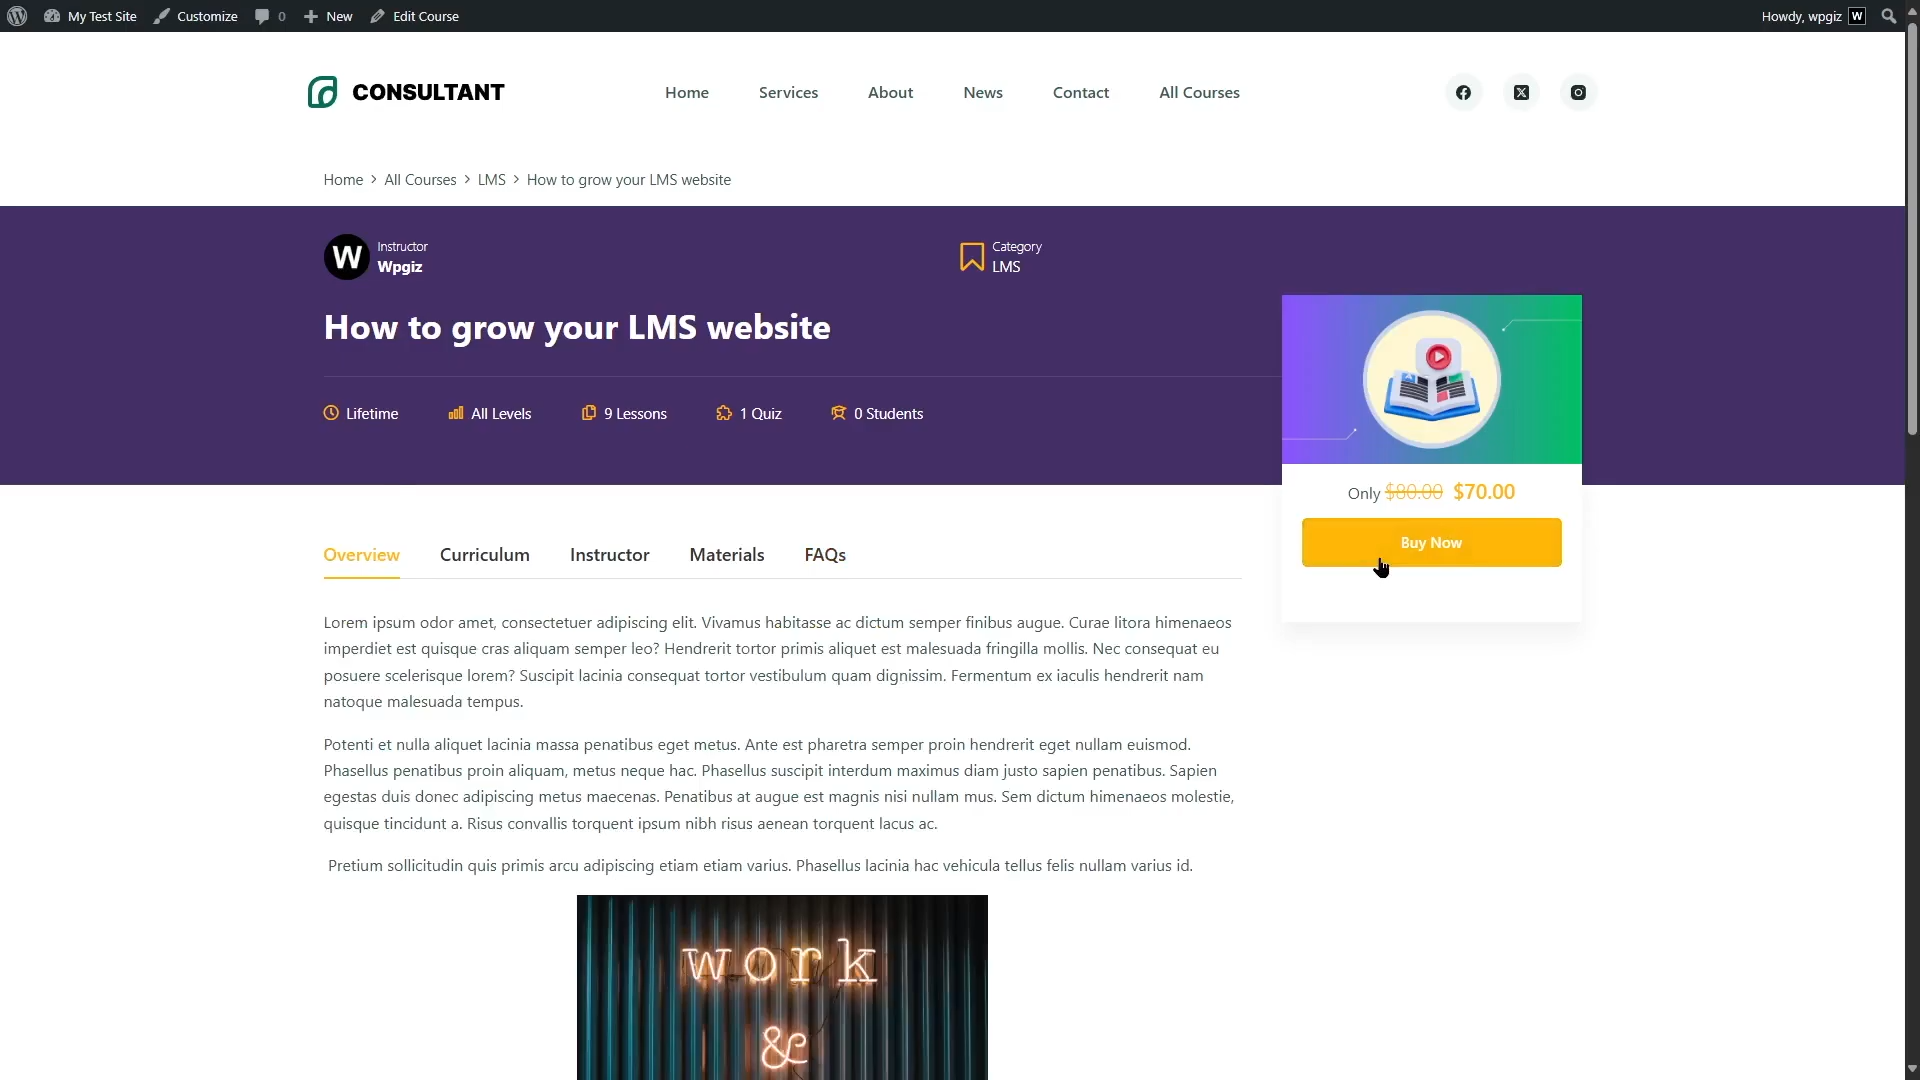 My Test Site Customize 0 New Edit Course Howdy, wpgiz W
CONSULTANT Home Services About News Contact All Courses
Home > All Courses > LMS > How to grow your LMS website
W Instructor Category
Wpgiz LMS
How to grow your LMS website
Lifetime All Levels 9 Lessons 1 Quiz 0 Students
Only $80.00 $70.00
Buy Now
Overview Curriculum Instructor Materials FAQs
Lorem ipsum odor amet, consectetuer adipiscing elit. Vivamus habitasse ac dictum semper finibus augue. Curae litora himenaeos
imperdiet est quisque cras aliquam semper leo? Hendrerit tortor primis aliquet est malesuada fringilla mollis. Nec consequat eu
posuere scelerisque lorem? Suscipit lacinia consequat tortor vestibulum quam dignissim. Fermentum ex iaculis hendrerit nam
natoque malesuada tempus.
Potenti et nulla aliquet lacinia massa penatibus eget metus. Ante est pharetra semper proin hendrerit eget nullam euismod.
Phasellus penatibus proin aliquam, metus neque hac. Phasellus suscipit interdum maximus diam justo sapien penatibus. Sapien
egestas duis donec adipiscing metus maecenas. Penatibus at augue est magnis nisi nullam mus. Sem dictum himenaeos molestie,
quisque tincidunt a. Risus convallis torquent ipsum nibh risus aenean torquent lacus ac.
Pretium sollicitudin quis primis arcu adipiscing etiam etiam varius. Phasellus lacinia hac vehicula tellus felis nullam varius id.
work
&